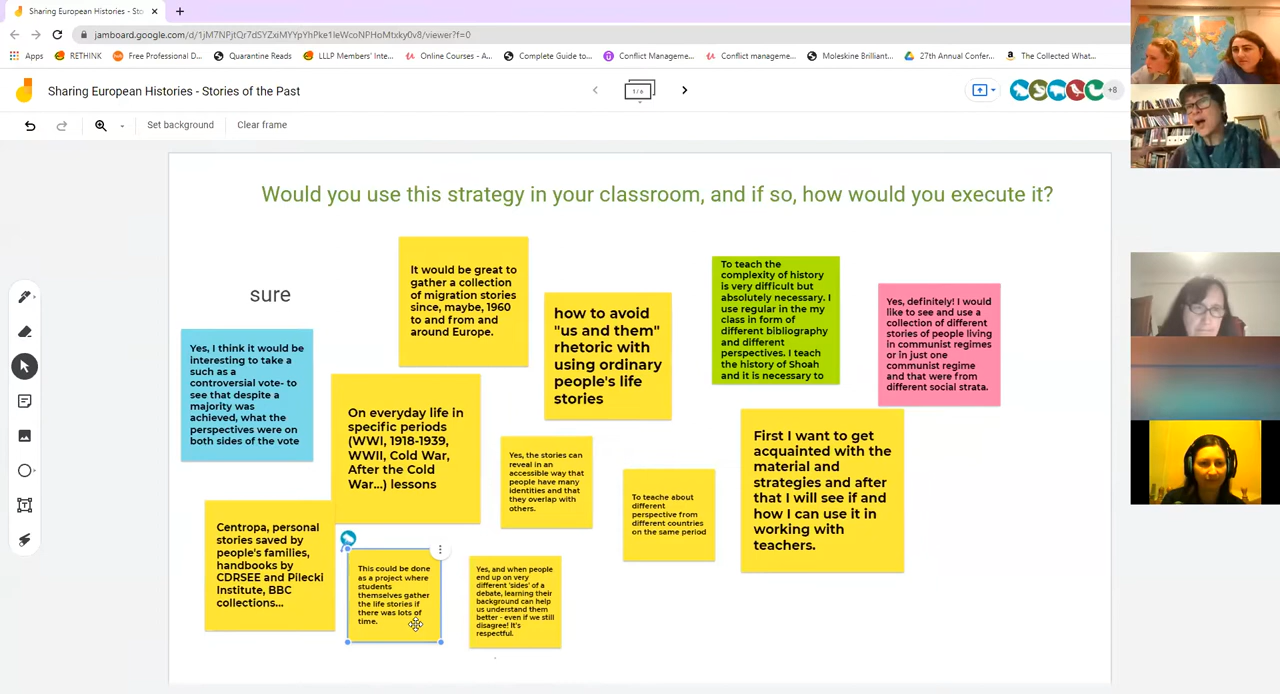 Sharing European Histories - Sto
jamboard.google.com/d/1jM7NPjtQr7dSYZxiMYYpYhPke1leWcoNPHoMtxky0v8/viewer?f=0
Apps
RETHINK
Free Professional D...
Quarantine Reads
LLLP Members' Inte...
Online Courses - A...
Complete Guide to...
Conflict Manageme...
Conflict manageme...
Moleskine Brilliant...
27th Annual Confer...
The Collected What...
Sharing European Histories - Stories of the Past
1/6
+8
Set background
Clear frame
Would you use this strategy in your classroom, and if so, how would you execute it?
sure
Yes, I think it would be
interesting to take a
such as a
controversial vote- to
see that despite a
majority was
achieved, what the
perspectives were on
both sides of the vote
It would be great to
gather a collection
of migration stories
since, maybe, 1960
to and from and
around Europe.
how to avoid
"us and them"
rhetoric with
using ordinary
people's life
stories
To teach the
complexity of history
is very difficult but
absolutely necessary. I
use regular in the my
class in form of
different bibliography
and different
perspectives. I teach
the history of Shoah
and it is necessary to
Yes, definitely! I would
like to see and use a
collection of different
stories of people living
in communist regimes
or in just one
communist regime
and that were from
different social strata.
On everyday life in
specific periods
(WWI, 1918-1939,
WWII, Cold War,
After the Cold
War...) lessons
Yes, the stories can
reveal in an
accessible way that
people have many
identities and that
they overlap with
others.
To teache about
different
perspective from
different countries
on the same period
First I want to get
acquainted with the
material and
strategies and after
that I will see if and
how I can use it in
working with
teachers.
Centropa, personal
stories saved by
people's families,
handbooks by
CDRSEE and Pilecki
Institute, BBC
collections...
This could be done
as a project where
students
themselves gather
the life stories if
there was lots of
time.
Yes, and when people
end up on very
different 'sides' of a
debate, learning their
background can help
us understand them
better - even if we still
disagree! It's
respectful.